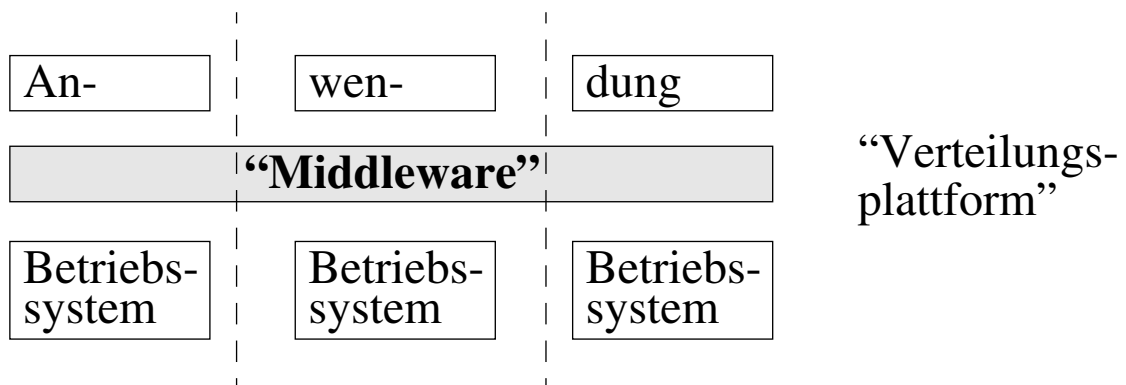 An- wen- dung
“Middleware”
“Verteilungs-
plattform”
Betriebs- Betriebs- Betriebs-
system system system